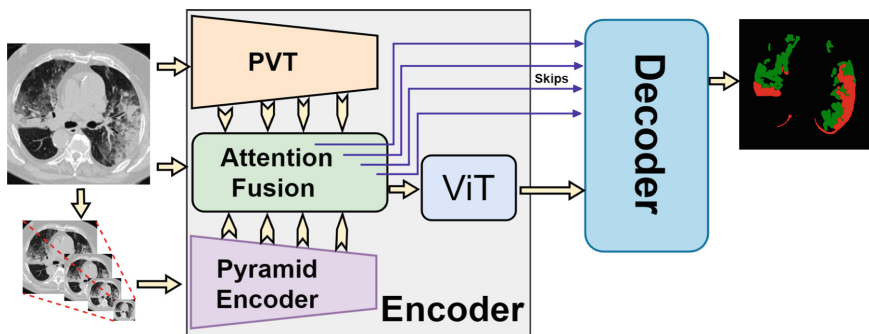 PVT
Skips
Attention
Fusion
ViT
Decoder
Pyramid
Encoder
Encoder